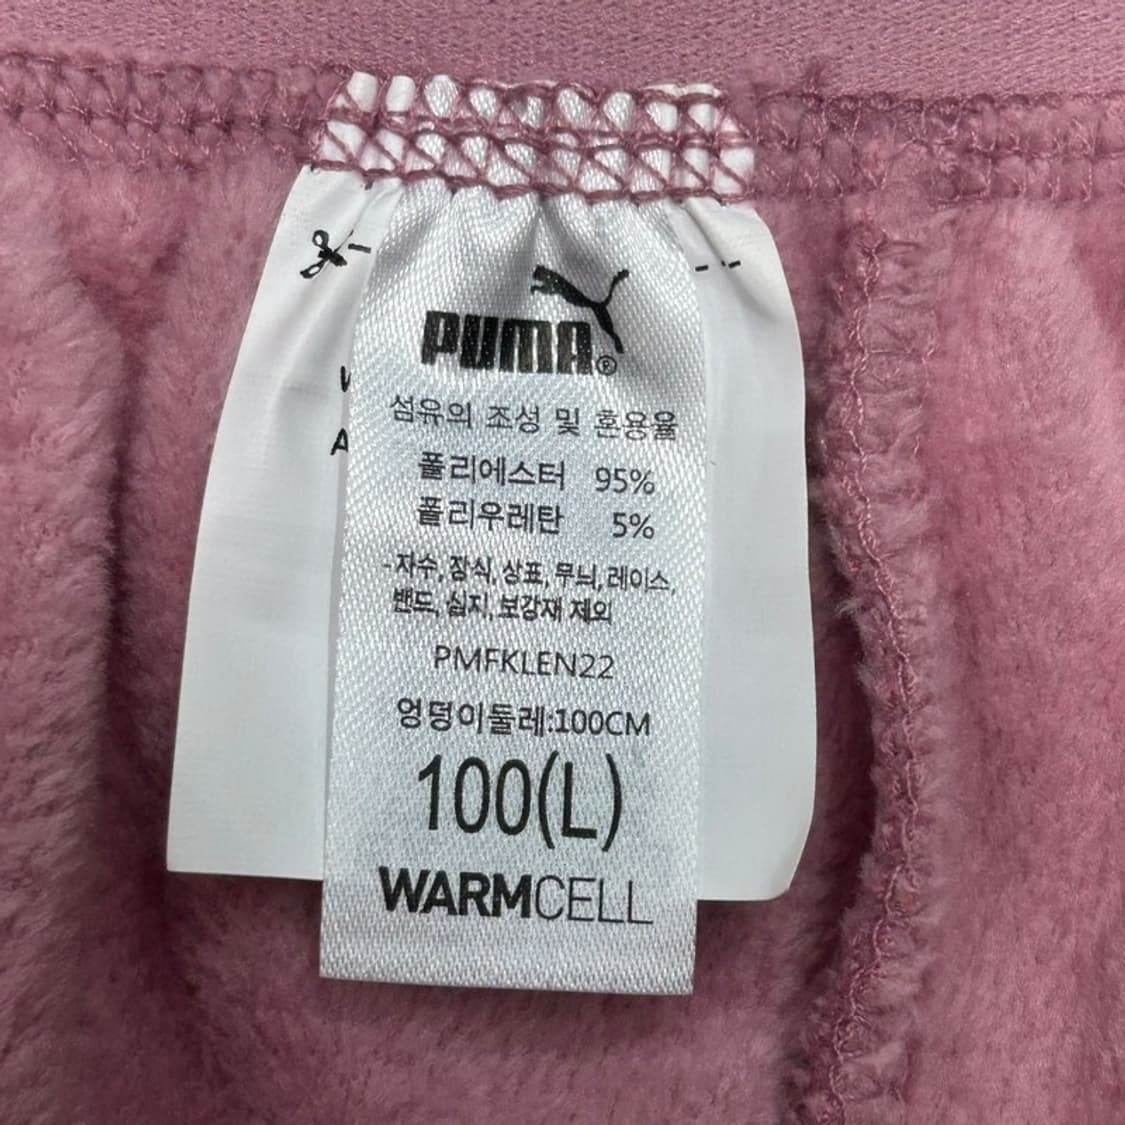 PUMA®
섬유의 조성 및 혼용율
폴리에스터 95%
폴리우레탄 5%
-자수,장식,상표,무늬,레이스,
밴드,심지,보강재 제외
PMFKLEN22
엉덩이둘레:100CM
100(L)
WARMCELL